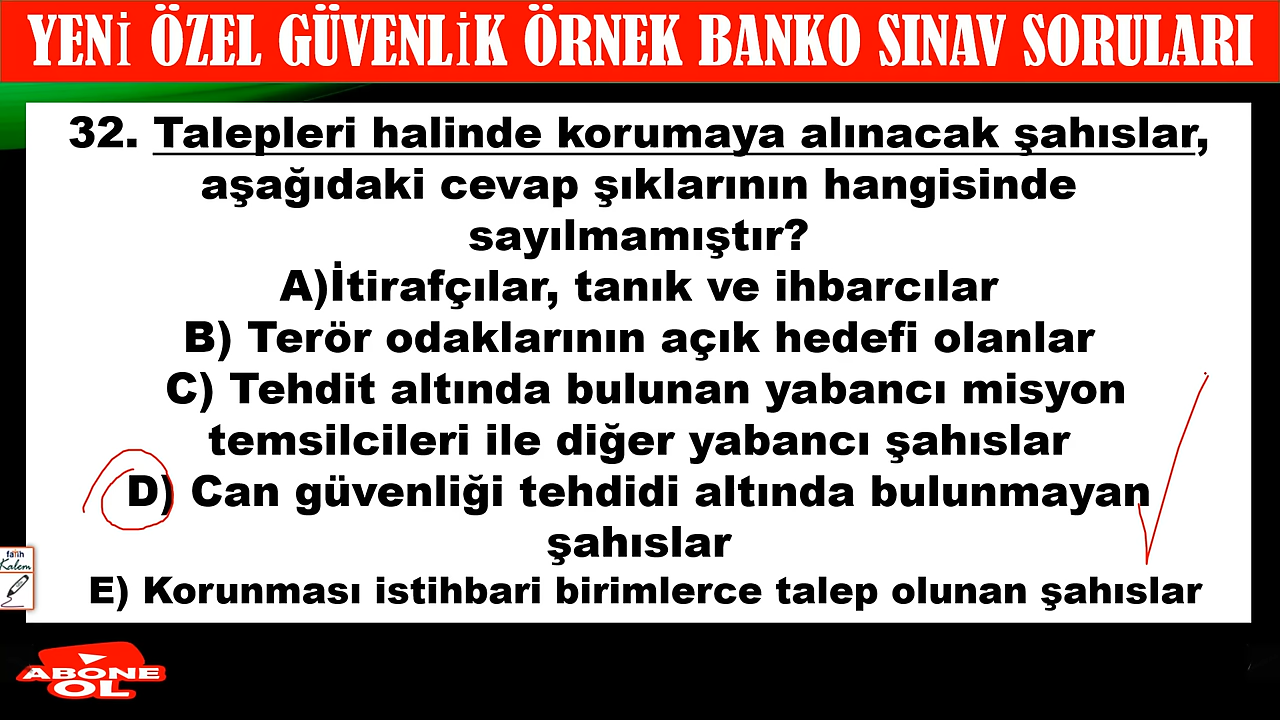 YENİ ÖZEL GÜVENLİK ÖRNEK BANKO SINAV SORULARI
32. Talepleri halinde korumaya alınacak şahıslar,
aşağıdaki cevap şıklarının hangisinde
sayılmamıştır?
A)İtirafçılar, tanık ve ihbarcılar
B) Terör odaklarının açık hedefi olanlar
C) Tehdit altında bulunan yabancı misyon
temsilcileri ile diğer yabancı şahıslar
D) Can güvenliği tehdidi altında bulunmayan
şahıslar
E) Korunması istihbari birimlerce talep olunan şahıslar
fatih
Kalem
ABONE
OL